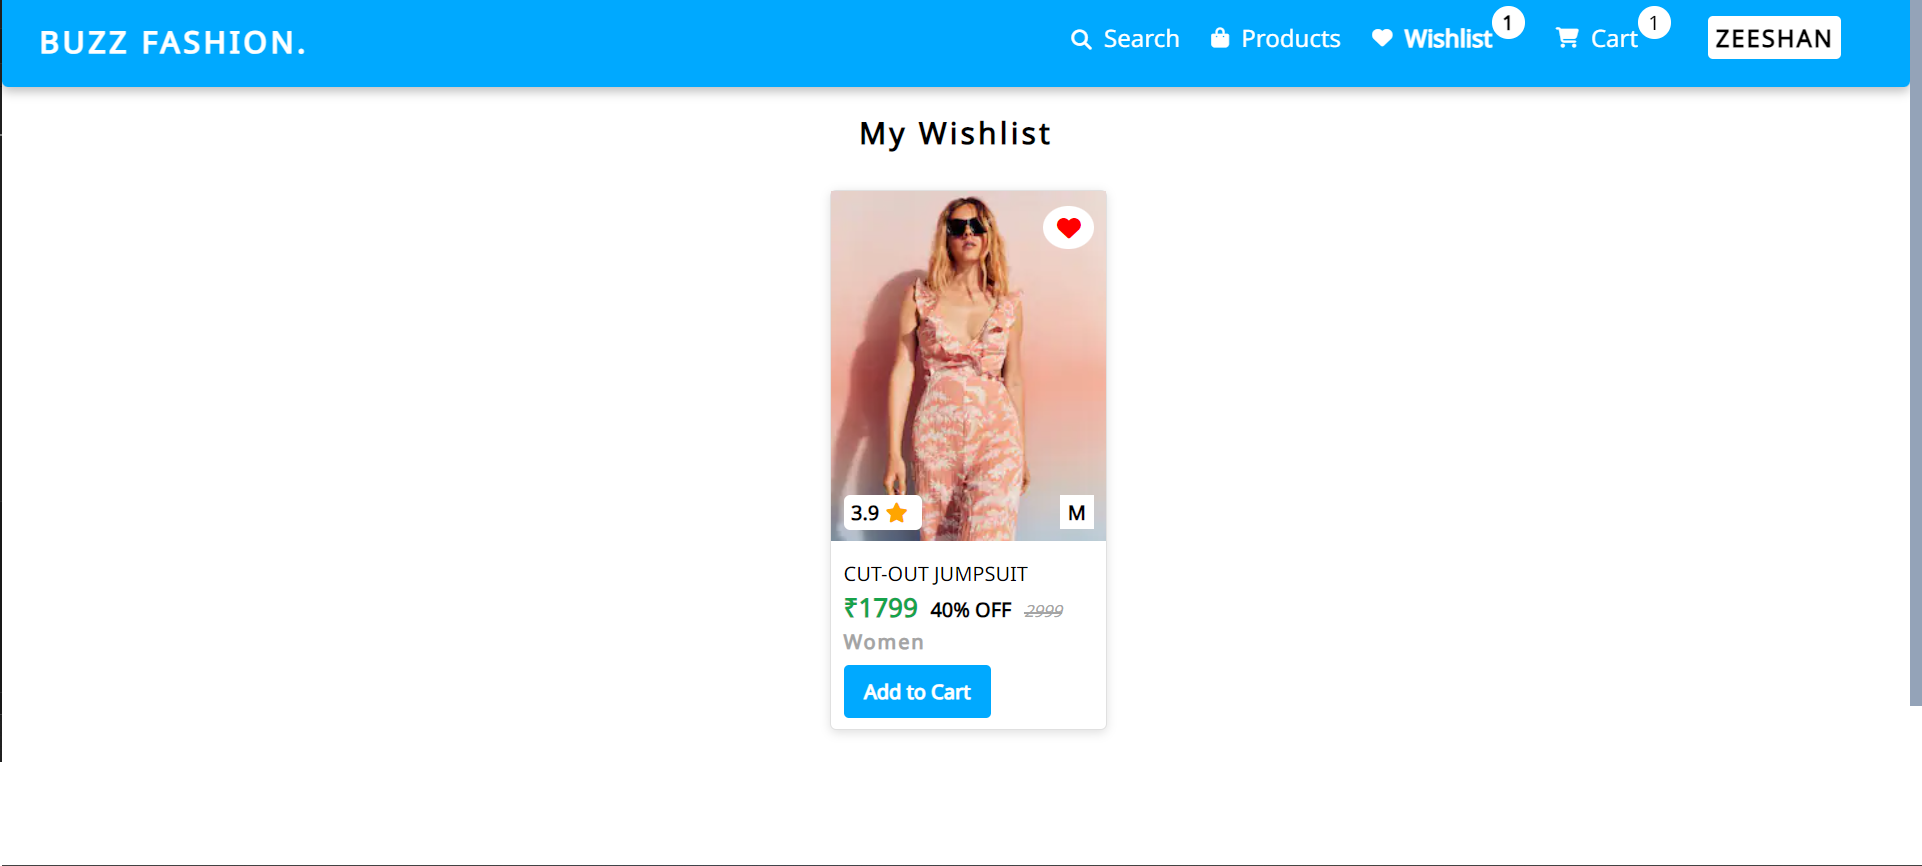 BUZZ FASHION.
Search Products Wishlist 1 Cart 1 ZEESHAN
My Wishlist
3.9 M
CUT-OUT JUMPSUIT
₹1799 40% OFF 2999
Women
Add to Cart